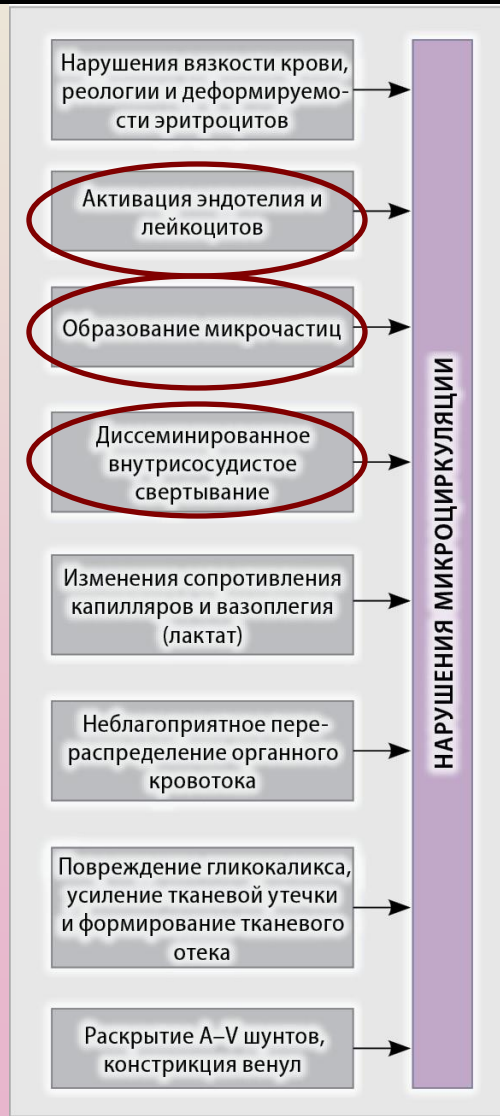 Нарушения вязкости крови,
реологии и деформируемо-
сти эритроцитов
Активация эндотелия и
лейкоцитов
Образование микрочастиц
Диссеминированное
внутрисосудистое
свертывание
Изменения сопротивления
капилляров и вазоплегия
(лактат)
Неблагоприятное пере-
распределение органного
кровотока
Повреждение гликокаликса,
усиление тканевой утечки
и формирование тканевого
отека
Раскрытие A–V шунтов,
констрикция венул
НАРУШЕНИЯ МИКРОЦИРКУЛЯЦИИ